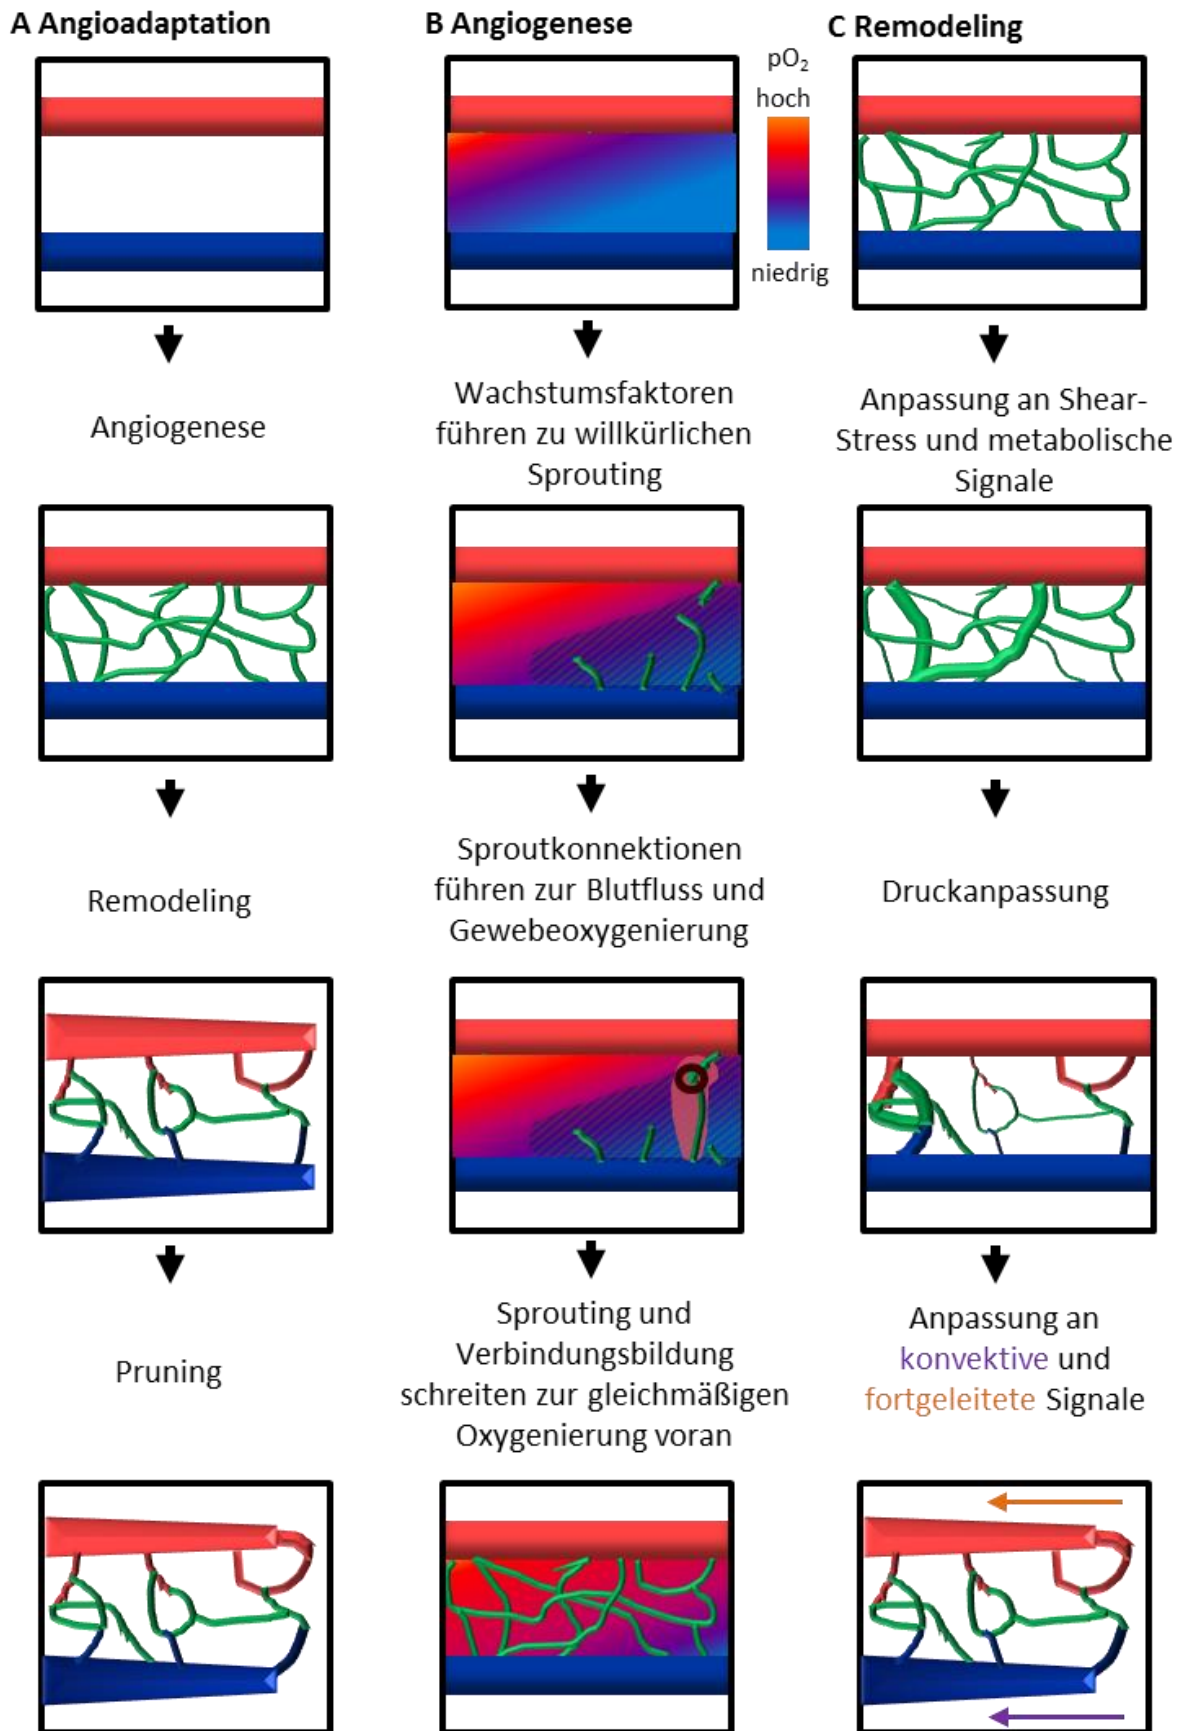 A Angioadaptation
B Angiogenese
C Remodeling
pO₂
hoch
niedrig
Angiogenese
Wachstumsfaktoren
führen zu willkürlichen
Sprouting
Anpassung an Shear-
Stress und metabolische
Signale
Remodeling
Sproutkonnektionen
führen zur Blutfluss und
Gewebeoxygenierung
Druckanpassung
Pruning
Sprouting und
Verbindungsbildung
schreiten zur gleichmäßigen
Oxygenierung voran
Anpassung an
konvektive und
fortgeleitete Signale